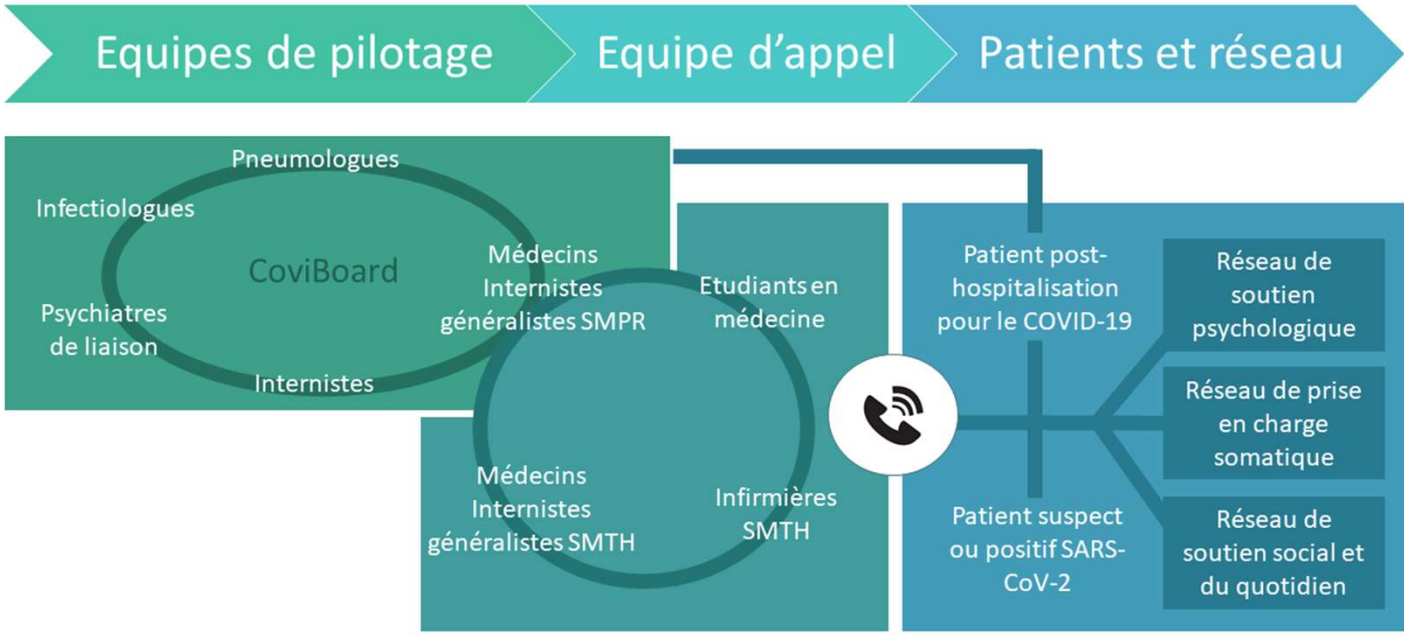 Equipes de pilotage
Equipe d’appel
Patients et réseau
Pneumologues
Infectiologues
CoviBoard
Psychiatres
de liaison
Internistes
Médecins
Internistes
généralistes SMPR
Etudiants en
médecine
Médecins
Internistes
généralistes SMTH
Infirmières
SMTH
Patient post-
hospitalisation
pour le COVID-19
Patient suspect
ou positif SARS-
CoV-2
Réseau de
soutien
psychologique
Réseau de prise
en charge
somatique
Réseau de
soutien social et
du quotidien